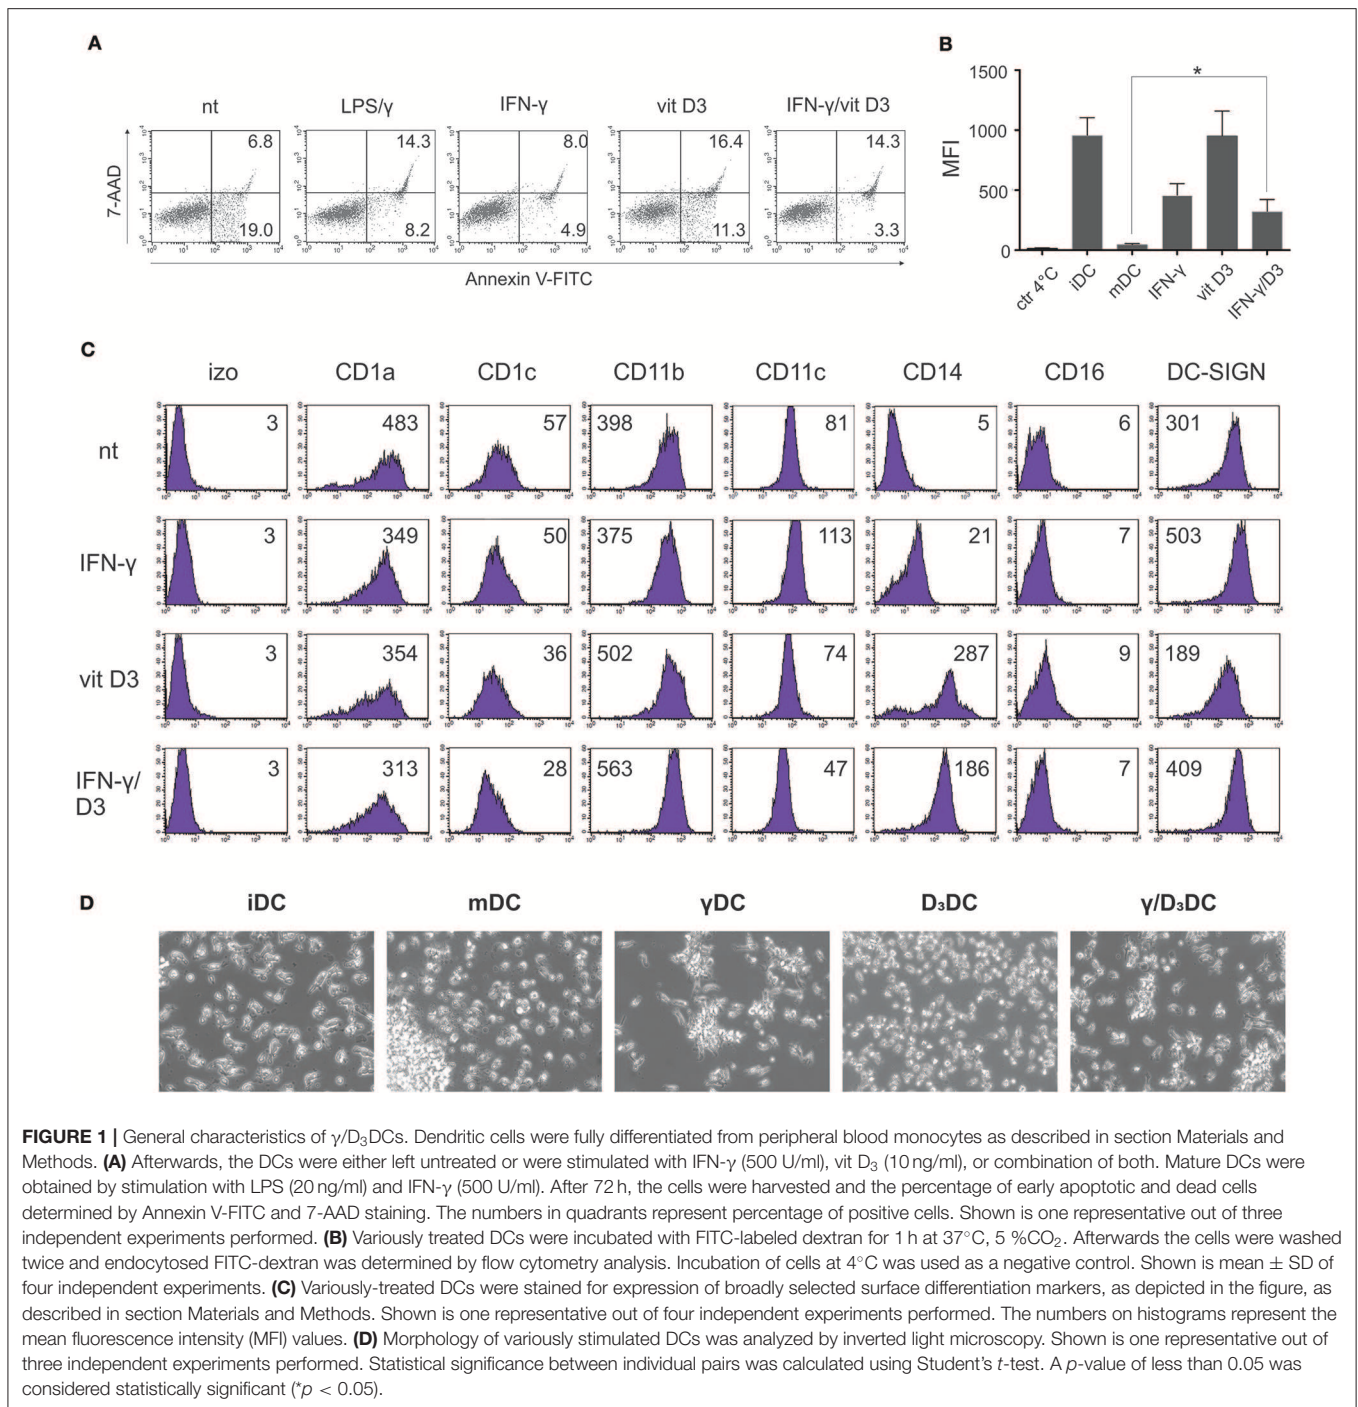 A
nt
LPS/γ
IFN-γ
vit D3
IFN-γ/vit D3
7-AAD
6.8
14.3
8.0
16.4
14.3
19.0
8.2
4.9
11.3
3.3
Annexin V-FITC
B
MFI
1500
1000
500
0
*
ctr 4°C
iDC
mDC
IFN-γ
vit D3
IFN-γ/D3
C
izo CD1a CD1c CD11b CD11c CD14 CD16 DC-SIGN
nt 3 483 57 398 81 5 6 301
IFN-γ 3 349 50 375 113 21 7 503
vit D3 3 354 36 502 74 287 9 189
IFN-γ/
D3
3 313 28 563 47 186 7 409
D
iDC mDC γDC D₃DC γ/D₃DC
FIGURE 1 | General characteristics of γ/D₃DCs. Dendritic cells were fully differentiated from peripheral blood monocytes as described in section Materials and
Methods. (A) Afterwards, the DCs were either left untreated or were stimulated with IFN-γ (500 U/ml), vit D₃ (10 ng/ml), or combination of both. Mature DCs were
obtained by stimulation with LPS (20 ng/ml) and IFN-γ (500 U/ml). After 72 h, the cells were harvested and the percentage of early apoptotic and dead cells
determined by Annexin V-FITC and 7-AAD staining. The numbers in quadrants represent percentage of positive cells. Shown is one representative out of three
independent experiments performed. (B) Variously treated DCs were incubated with FITC-labeled dextran for 1 h at 37°C, 5 %CO₂. Afterwards the cells were washed
twice and endocytosed FITC-dextran was determined by flow cytometry analysis. Incubation of cells at 4°C was used as a negative control. Shown is mean ± SD of
four independent experiments. (C) Variously-treated DCs were stained for expression of broadly selected surface differentiation markers, as depicted in the figure, as
described in section Materials and Methods. Shown is one representative out of four independent experiments performed. The numbers on histograms represent the
mean fluorescence intensity (MFI) values. (D) Morphology of variously stimulated DCs was analyzed by inverted light microscopy. Shown is one representative out of
three independent experiments performed. Statistical significance between individual pairs was calculated using Student's t-test. A p-value of less than 0.05 was
considered statistically significant (*p < 0.05).